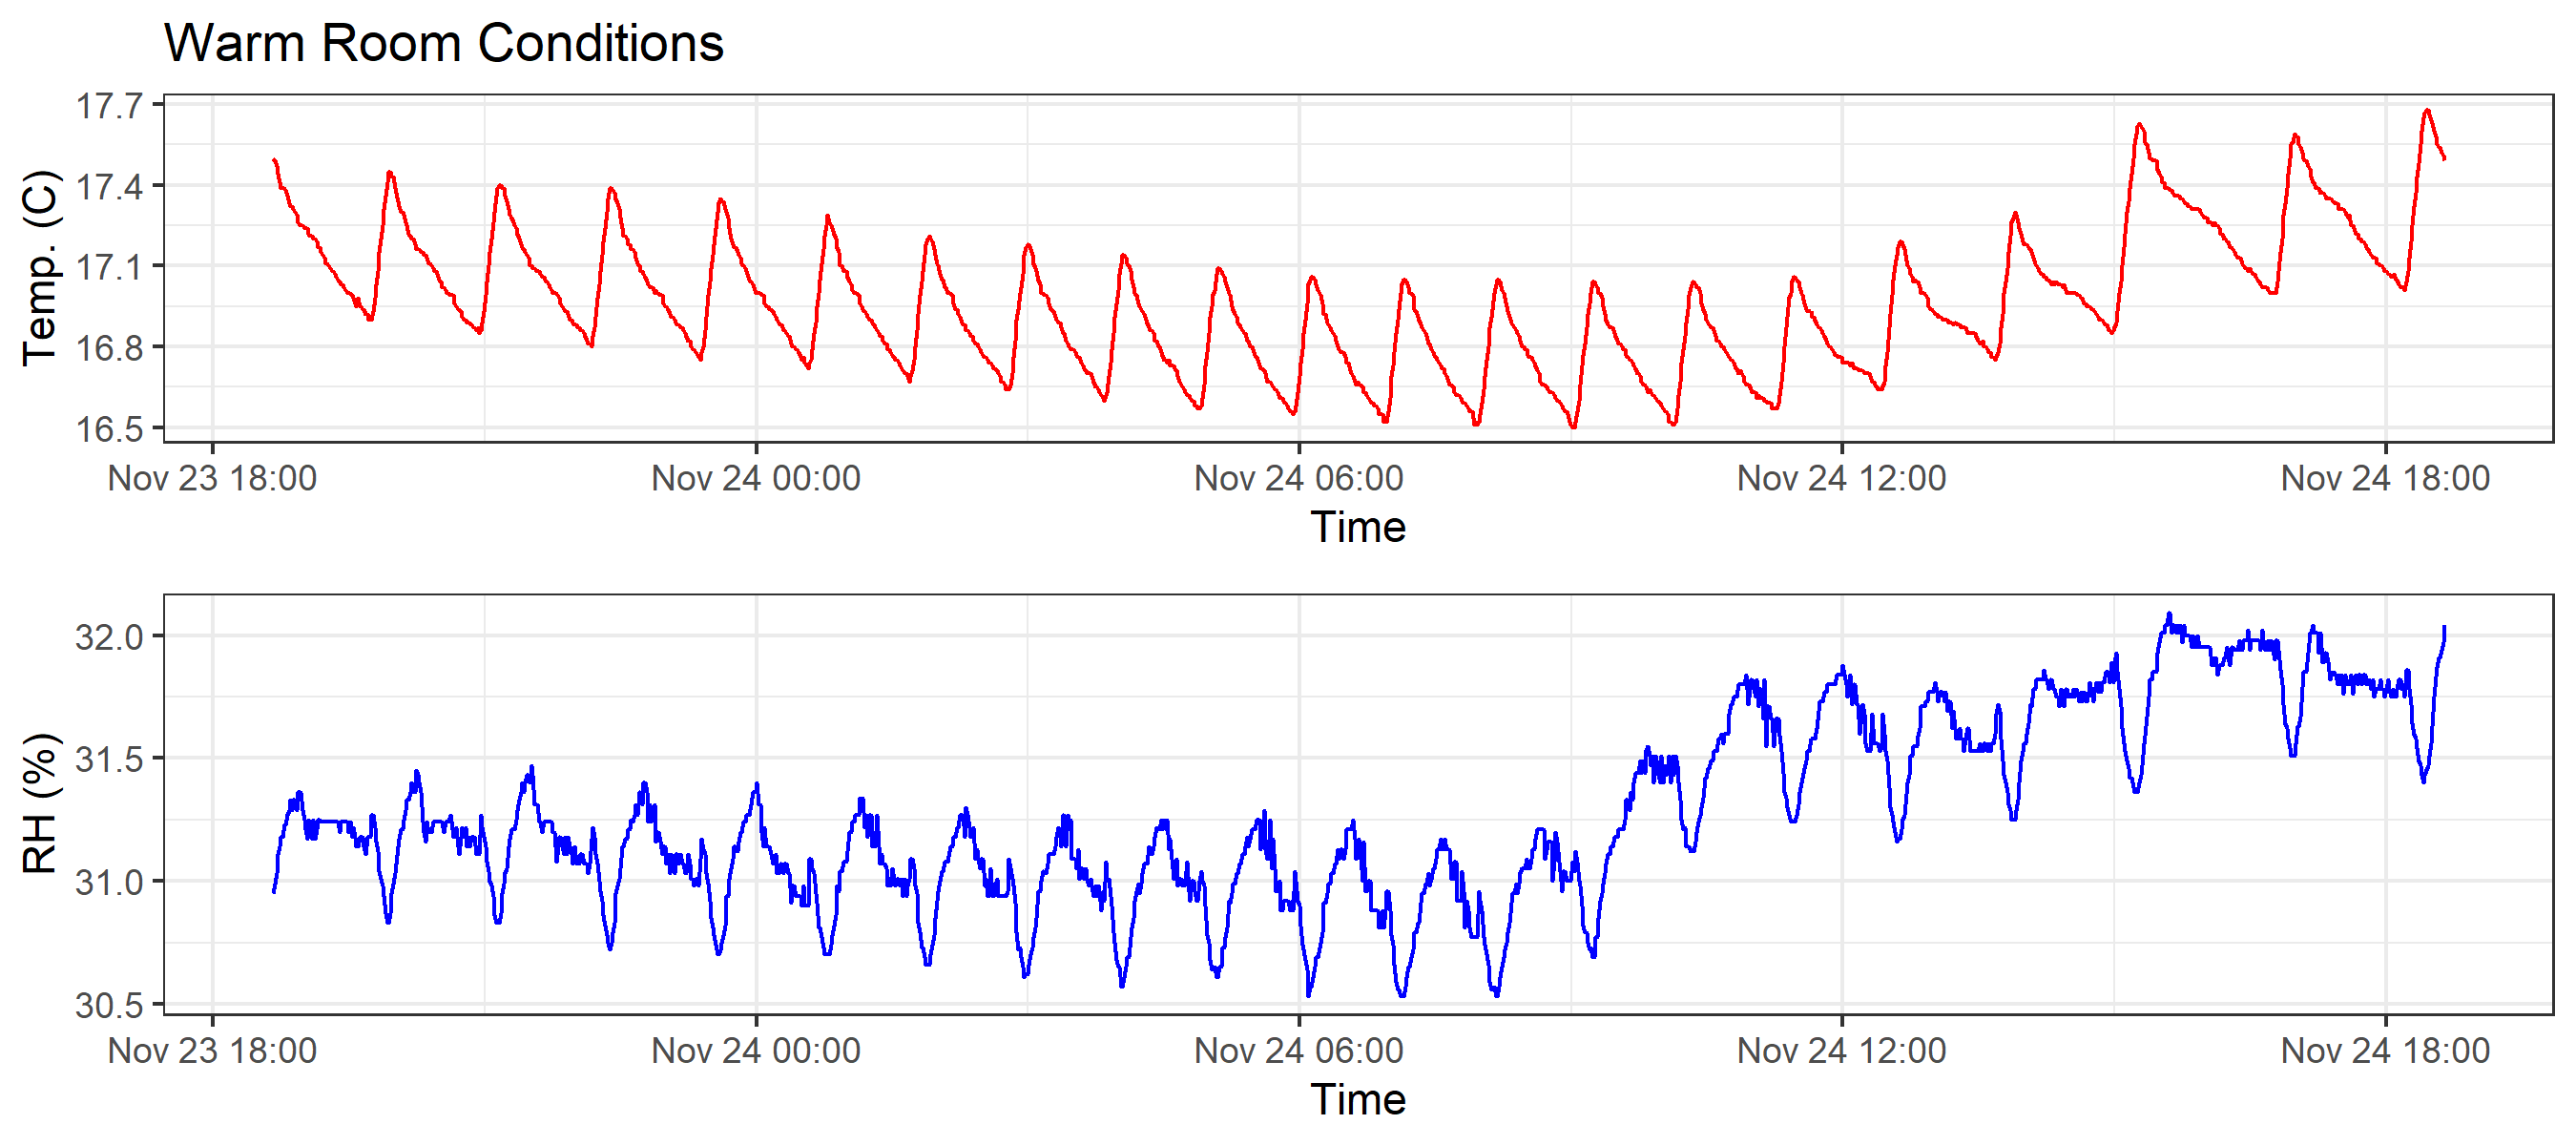 Warm Room Conditions
Temp. (C)
17.7
17.4
17.1
16.8
16.5
Nov 23 18:00 Nov 24 00:00 Nov 24 06:00 Nov 24 12:00 Nov 24 18:00
Time
RH (%)
32.0
31.5
31.0
30.5
Nov 23 18:00 Nov 24 00:00 Nov 24 06:00 Nov 24 12:00 Nov 24 18:00
Time